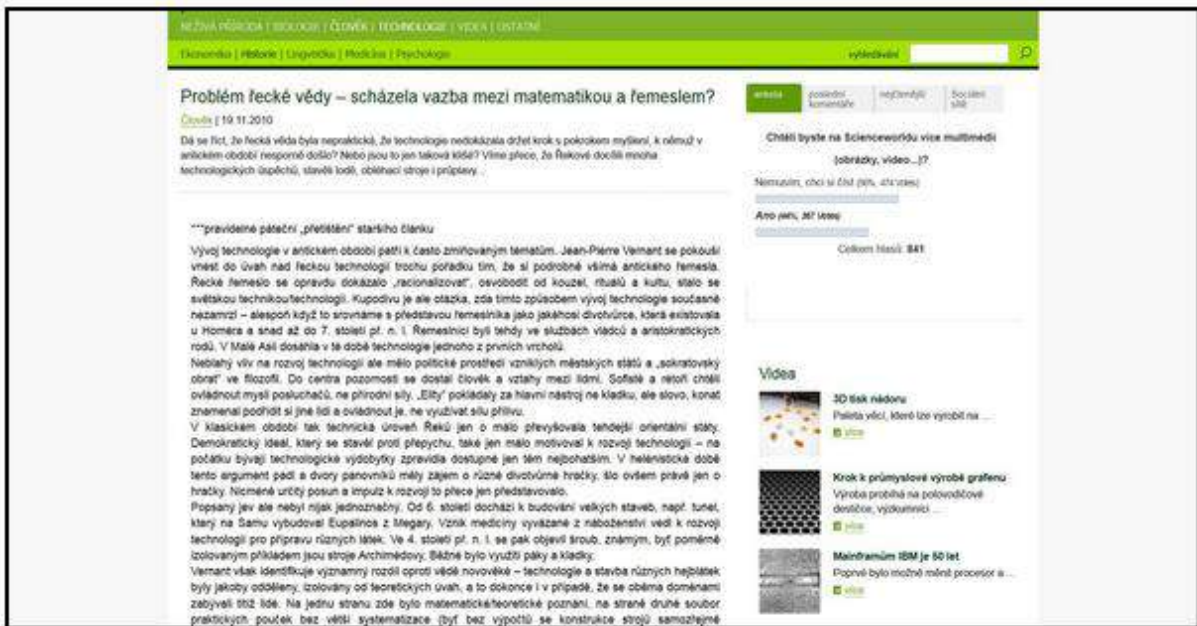 NEŽIVÁ PŘÍRODA | BIOLOGIE | ČLOVĚK | TECHNOLOGIE | VIDEA | OSTATNÍ
Ekonomika | Historie | Lingvistika | Medicína | Psychologie
vyhledávání
Problém řecké vědy – scházela vazba mezi matematikou a řemeslem?
Člověk | 19.11.2010
Dá se říct, že řecká věda byla nepraktická, že technologie nedokázala držet krok s pokrokem myšlení, k němuž v
antickém období nesporně došlo? Nebo jsou to jen taková klišé? Víme přece, že Řekové docílili mnoha
technologických úspěchů, stavěli lodě, obléhací stroje i průplavy...
***pravidelné páteční „přetištění" staršího článku
Vývoj technologie v antickém období patří k často zmiňovaným tématům. Jean-Pierre Vernant se pokouší
vnést do úvah nad řeckou technologií trochu pořádku tím, že si podrobně všímá antického řemesla.
Řecké řemeslo se opravdu dokázalo „racionalizovat", osvobodit od kouzel, rituálů a kultu, stalo se
světskou technikou/technologií. Kupodivu je ale otázka, zda tímto způsobem vývoj technologie současně
nezamrzl – alespoň když to srovnáme s představou řemeslníka jako jakéhosi divotvůrce, která existovala
u Homéra a snad až do 7. století př. n. l. Řemeslníci byli tehdy ve službách vládců a aristokratických
rodů. V Malé Asii dosáhla v té době technologie jednoho z prvních vrcholů.
Neblahý vliv na rozvoj technologií ale mělo politické prostředí vzniklých městských států a „sokratovský
obrat" ve filozofii. Do centra pozornosti se dostal člověk a vztahy mezi lidmi. Sofisté a rétoři chtěli
ovládnout mysli posluchačů, ne přírodní síly. „Elity" pokládaly za hlavní nástroj ne kladku, ale slovo, konat
znamenal podřídit si jiné lidi a ovládnout je, ne využívat sílu přílivu.
V klasickém období tak technická úroveň Řeků jen o málo převyšovala tehdejší orientální státy.
Demokratický ideál, který se stavěl proti přepychu, také jen málo motivoval k rozvoji technologií – na
počátku bývají technologické výdobytky zpravidla dostupné jen těm nejbohatším. V helénistické době
tento argument padl a dvory panovníků měly zájem o různé divotvůrné hračky, šlo ovšem právě jen o
hračky. Nicméně určitý posun a impulz k rozvoji to přece jen představovalo.
Popsaný jev ale nebyl nijak jednoznačný. Od 6. století dochází k budování velkých staveb, např. tunel,
který na Samu vybudoval Eupalinos z Megary. Vznik medicíny vyvázané z náboženství vedl k rozvoji
technologií pro přípravu různých látek. Ve 4. století př. n. l. se pak objevil šroub, známým, byť poměrně
izolovaným příkladem jsou stroje Archimédovy. Běžné bylo využití páky a kladky.
Vernant však identifikuje významný rozdíl oproti vědě novověké – technologie a stavba různých hejblátek
byly jakoby odděleny, izolovány od teoretických úvah, a to dokonce i v případě, že se oběma doménami
zabývali titíž lidé. Na jednu stranu zde bylo matematické/teoretické poznání, na straně druhé soubor
praktických pouček bez větší systematizace (byť bez výpočtů se konstrukce strojů samozřejmě
anketa
poslední
komentáře
nejčtenější
Sociální
sítě
Chtěli byste na Scienceworldu více multimédií
(obrázky, video...)?
Nemusím, chci si číst (56%, 474 Votes)
Ano (44%, 367 Votes)
Celkem hlasů: 841
Videa
3D tisk nádoru
Paleta věcí, které lze vyrobit na ...
více
Krok k průmyslové výrobě grafenu
Výroba probíhá na polovodičové
destičce, výzkumníci ...
více
Mainframům IBM je 50 let
Poprvé bylo možné měnit procesor a ...
více